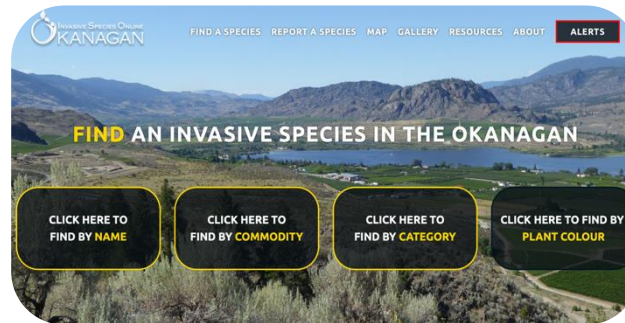 INVASIVE SPECIES ONLINE
OKANAGAN
FIND A SPECIES REPORT A SPECIES MAP GALLERY RESOURCES ABOUT ALERTS
FIND AN INVASIVE SPECIES IN THE OKANAGAN
CLICK HERE TO
FIND BY NAME
CLICK HERE TO
FIND BY COMMODITY
CLICK HERE TO
FIND BY CATEGORY
CLICK HERE TO FIND BY
PLANT COLOUR